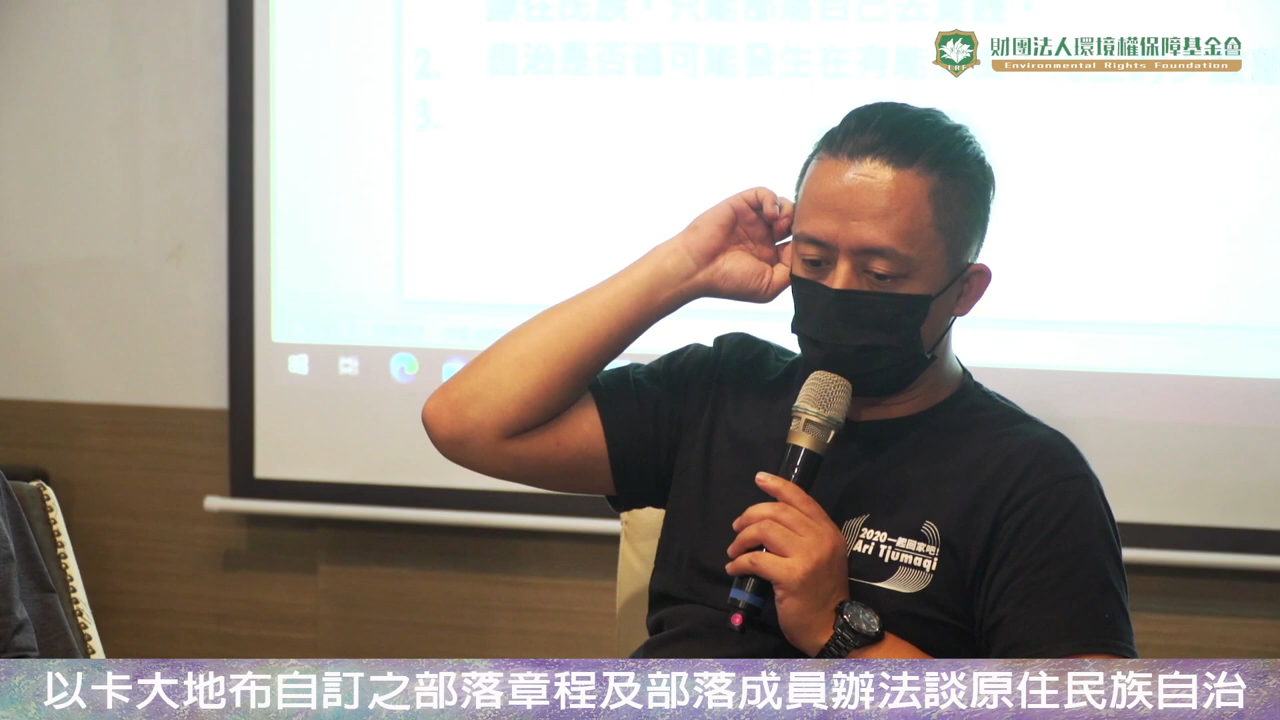 財團法人環境權保障基金會
Environmental Rights Foundation
2.
3.
2020一起回家吧!
Ari Tjumaqi
以卡大地布自訂之部落章程及部落成員辦法談原住民族自治